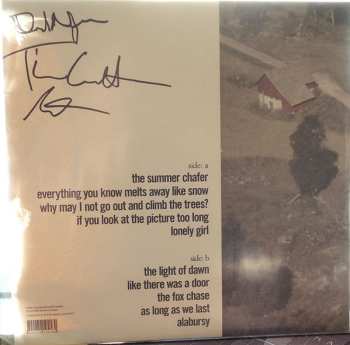 side: a
the summer chafer
everything you know melts away like snow
why may I not go out and climb the trees?
if you look at the picture too long
lonely girl
side: b
the light of dawn
like there was a door
the fox chase
as long as we last
alabursy